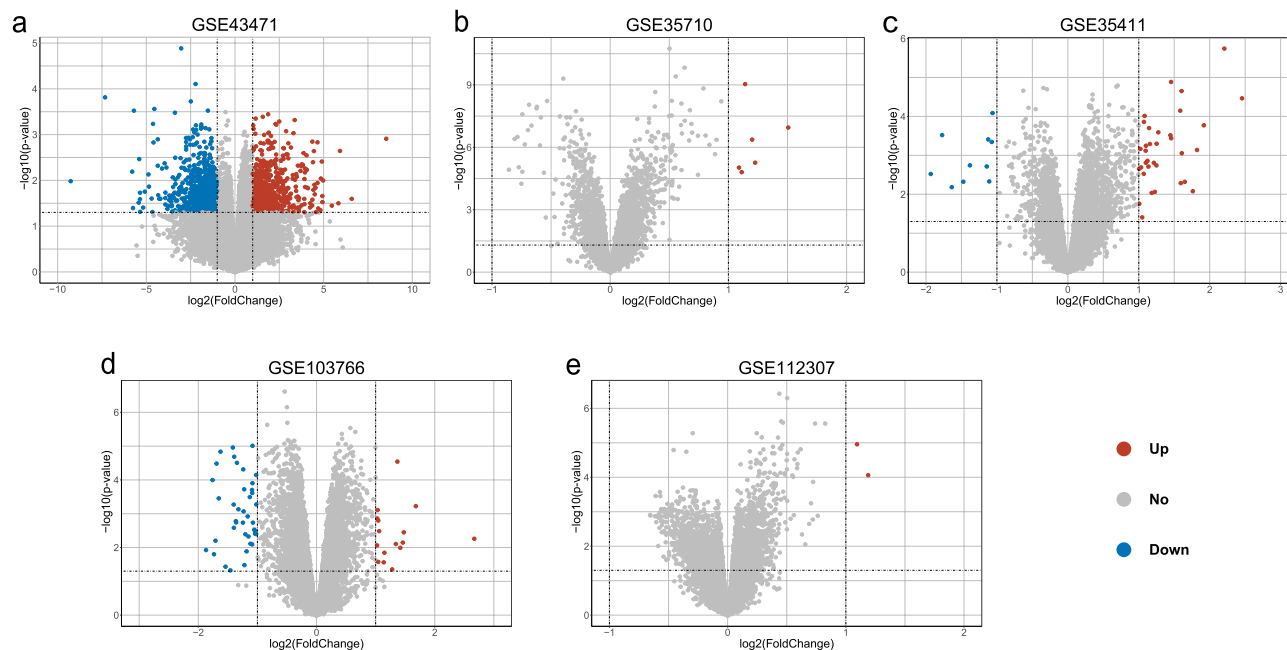 a
GSE43471
5
4
3
2
1
0
−log10(p−value)
−10
−5
0
5
10
log2(FoldChange)
b
GSE35710
9
6
3
0
−log10(p−value)
−1
0
1
2
log2(FoldChange)
c
GSE35411
6
4
2
0
−log10(p−value)
−2
−1
0
1
2
3
log2(FoldChange)
d
GSE103766
6
4
2
0
−log10(p−value)
−2
0
2
log2(FoldChange)
e
GSE112307
6
4
2
0
−log10(p−value)
−1
0
1
2
log2(FoldChange)
Up
No
Down